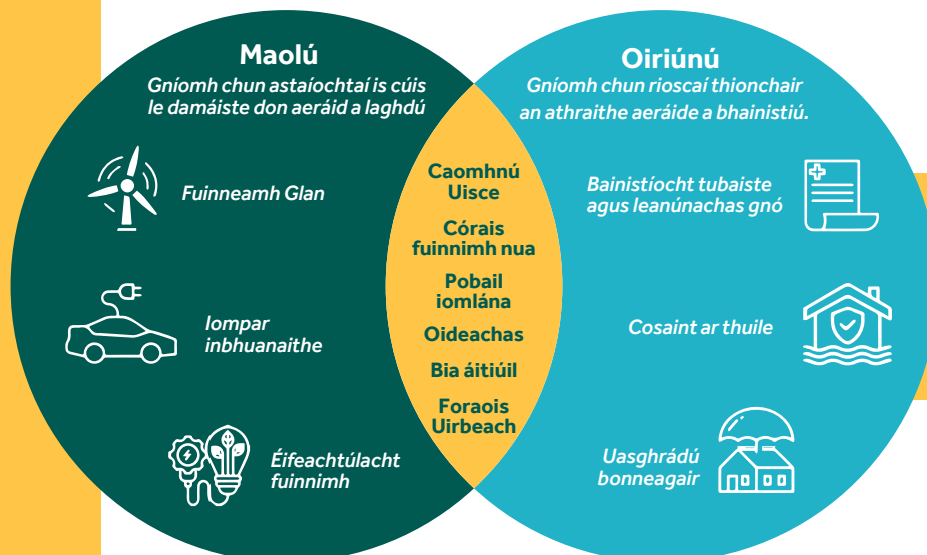 Maolú
Gníomh chun astaíochtaí is cúis
le damáiste don aeráid a laghdú
Fuinneamh Glan
Iompar
inbhuanaithe
Éifeachtúlacht
fuinnimh
Caomhnú
Uisce
Córais
fuinnimh nua
Pobail
iomlána
Oideachas
Bia áitiúil
Foraois
Uirbeach
Oiriúnú
Gníomh chun rioscaí thionchair
an athraithe aeráide a bhainistiú.
Bainistíocht tubaiste
agus leanúnachas gnó
Cosaint ar thuile
Uasghrádú
bonneagair